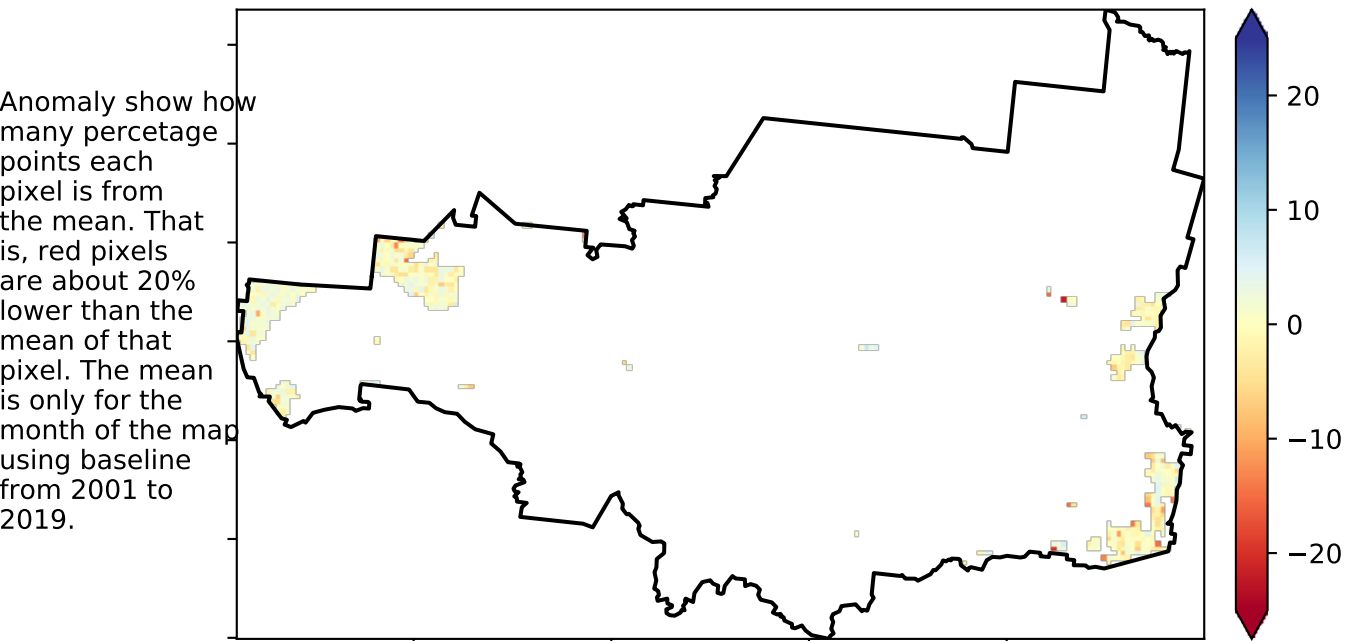 Anomaly show how
many percetage
points each
pixel is from
the mean. That
is, red pixels
are about 20%
lower than the
mean of that
pixel. The mean
is only for the
month of the map
using baseline
from 2001 to
2019.
20
10
0
−10
−20